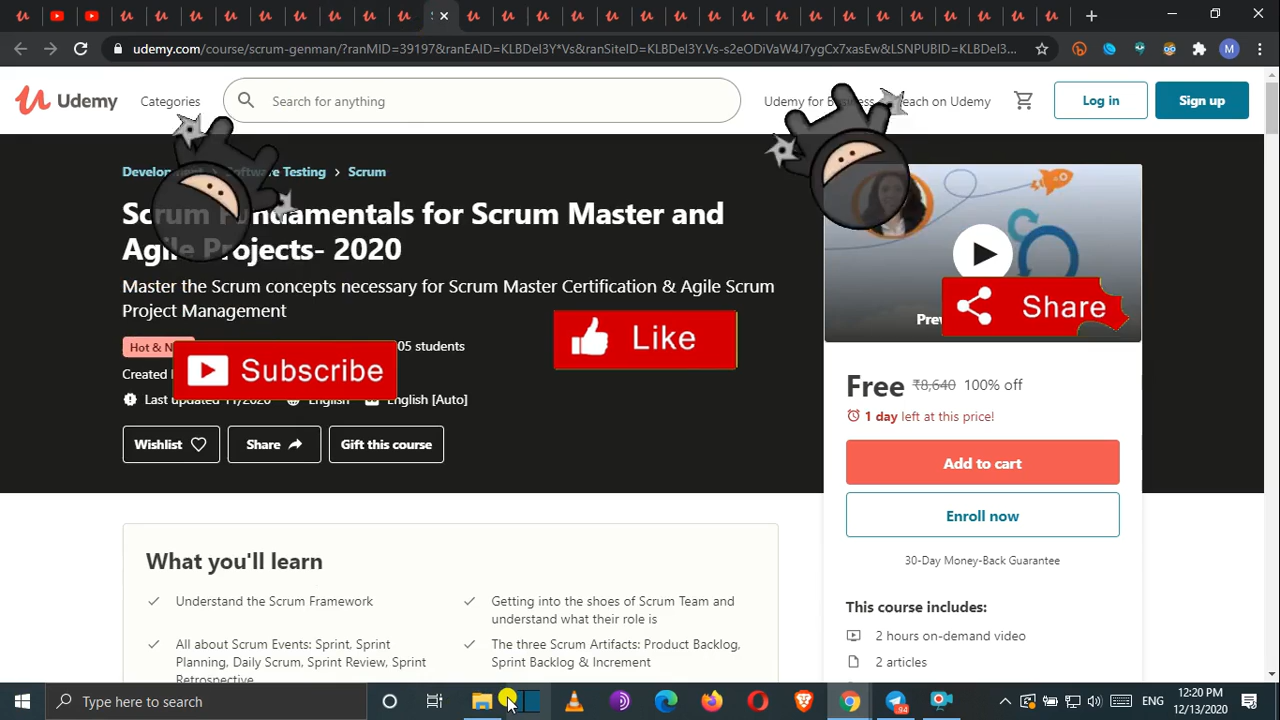 udemy.com/course/scrum-genman/?ranMID=39197&ranEAID=KLBDel3Y*Vs&ranSiteID=KLBDel3Y.Vs-s2eODiVaW4J7ygCx7xasEw&LSNPUBID=KLBDel3...
M
Udemy
Categories
Search for anything
Udemy for Business
Teach on Udemy
Log in
Sign up
Development > Software Testing > Scrum
Scrum Fundamentals for Scrum Master and
Agile Projects- 2020
Master the Scrum concepts necessary for Scrum Master Certification & Agile Scrum
Project Management
Hot &
05 students
Subscribe
Like
Share
Created
Last updated 11/2020 English English [Auto]
Wishlist
Share
Gift this course
Free ₹8,640 100% off
1 day left at this price!
Add to cart
Enroll now
30-Day Money-Back Guarantee
This course includes:
2 hours on-demand video
2 articles
What you'll learn
Understand the Scrum Framework
All about Scrum Events: Sprint, Sprint
Planning, Daily Scrum, Sprint Review, Sprint
Retrospective
Getting into the shoes of Scrum Team and
understand what their role is
The three Scrum Artifacts: Product Backlog,
Sprint Backlog & Increment
Type here to search
94
ENG
12:20 PM
12/13/2020